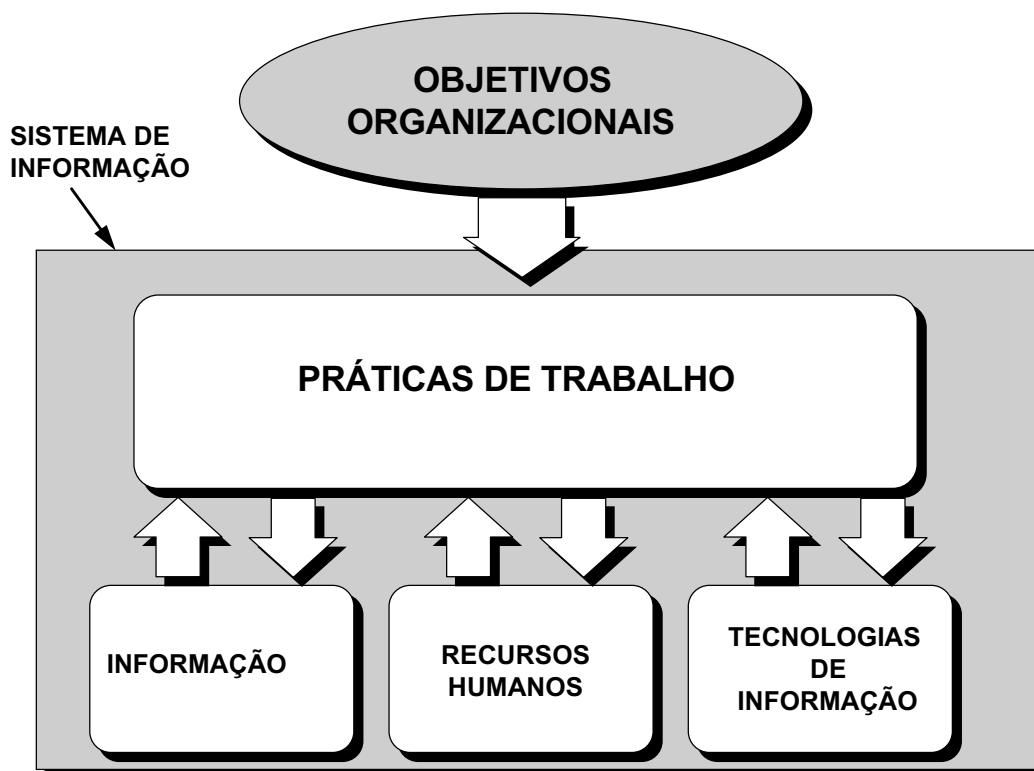 OBJETIVOS
ORGANIZACIONAIS
SISTEMA DE
INFORMAÇÃO
PRÁTICAS DE TRABALHO
INFORMAÇÃO
RECURSOS
HUMANOS
TECNOLOGIAS
DE
INFORMAÇÃO